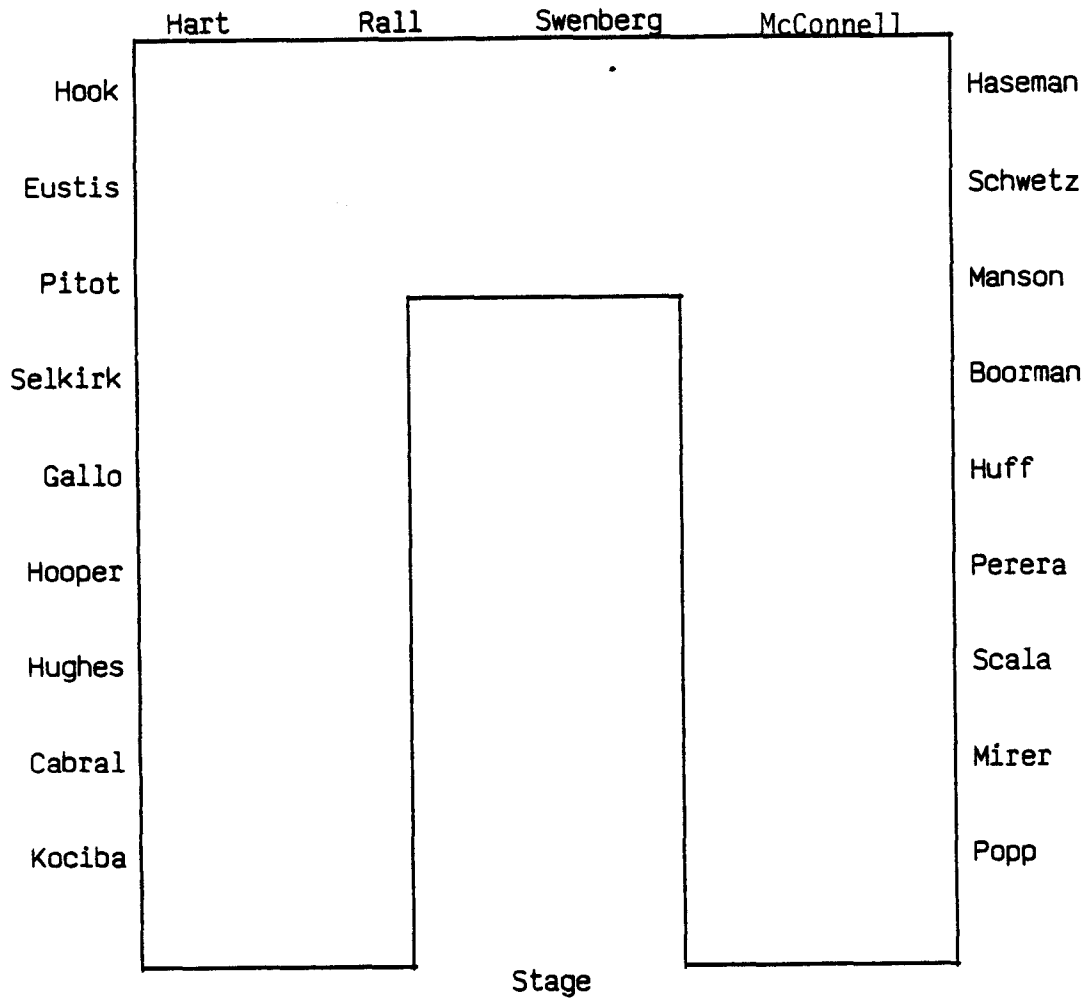 Hart Rall Swenberg McConnell
Hook Haseman
Eustis Schwetz
Pitot Manson
Selkirk Boorman
Gallo Huff
Hooper Perera
Hughes Scala
Cabral Mirer
Kociba Popp
Stage